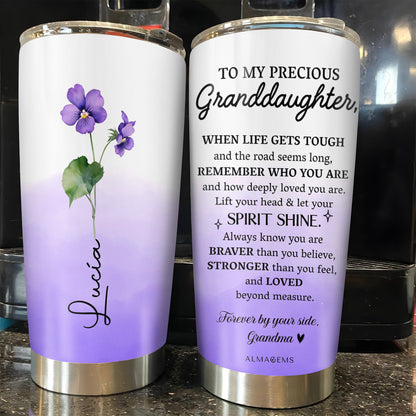 Lucía
TO MY PRECIOUS
Granddaughter,
WHEN LIFE GETS TOUGH
and the road seems long,
REMEMBER WHO YOU ARE
and how deeply loved you are.
Lift your head & let your
SPIRIT SHINE.
Always know you are
BRAVER than you believe,
STRONGER than you feel,
and LOVED
beyond measure.
Forever by your side,
Grandma ♥
ALMAGEMS